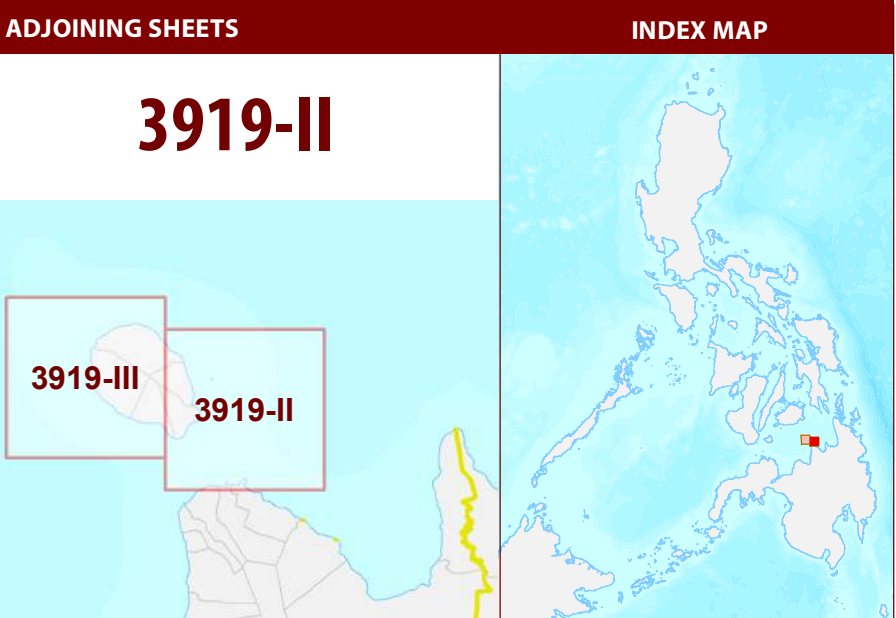 ADJOINING SHEETS
INDEX MAP
3919-II
3919-III
3919-II